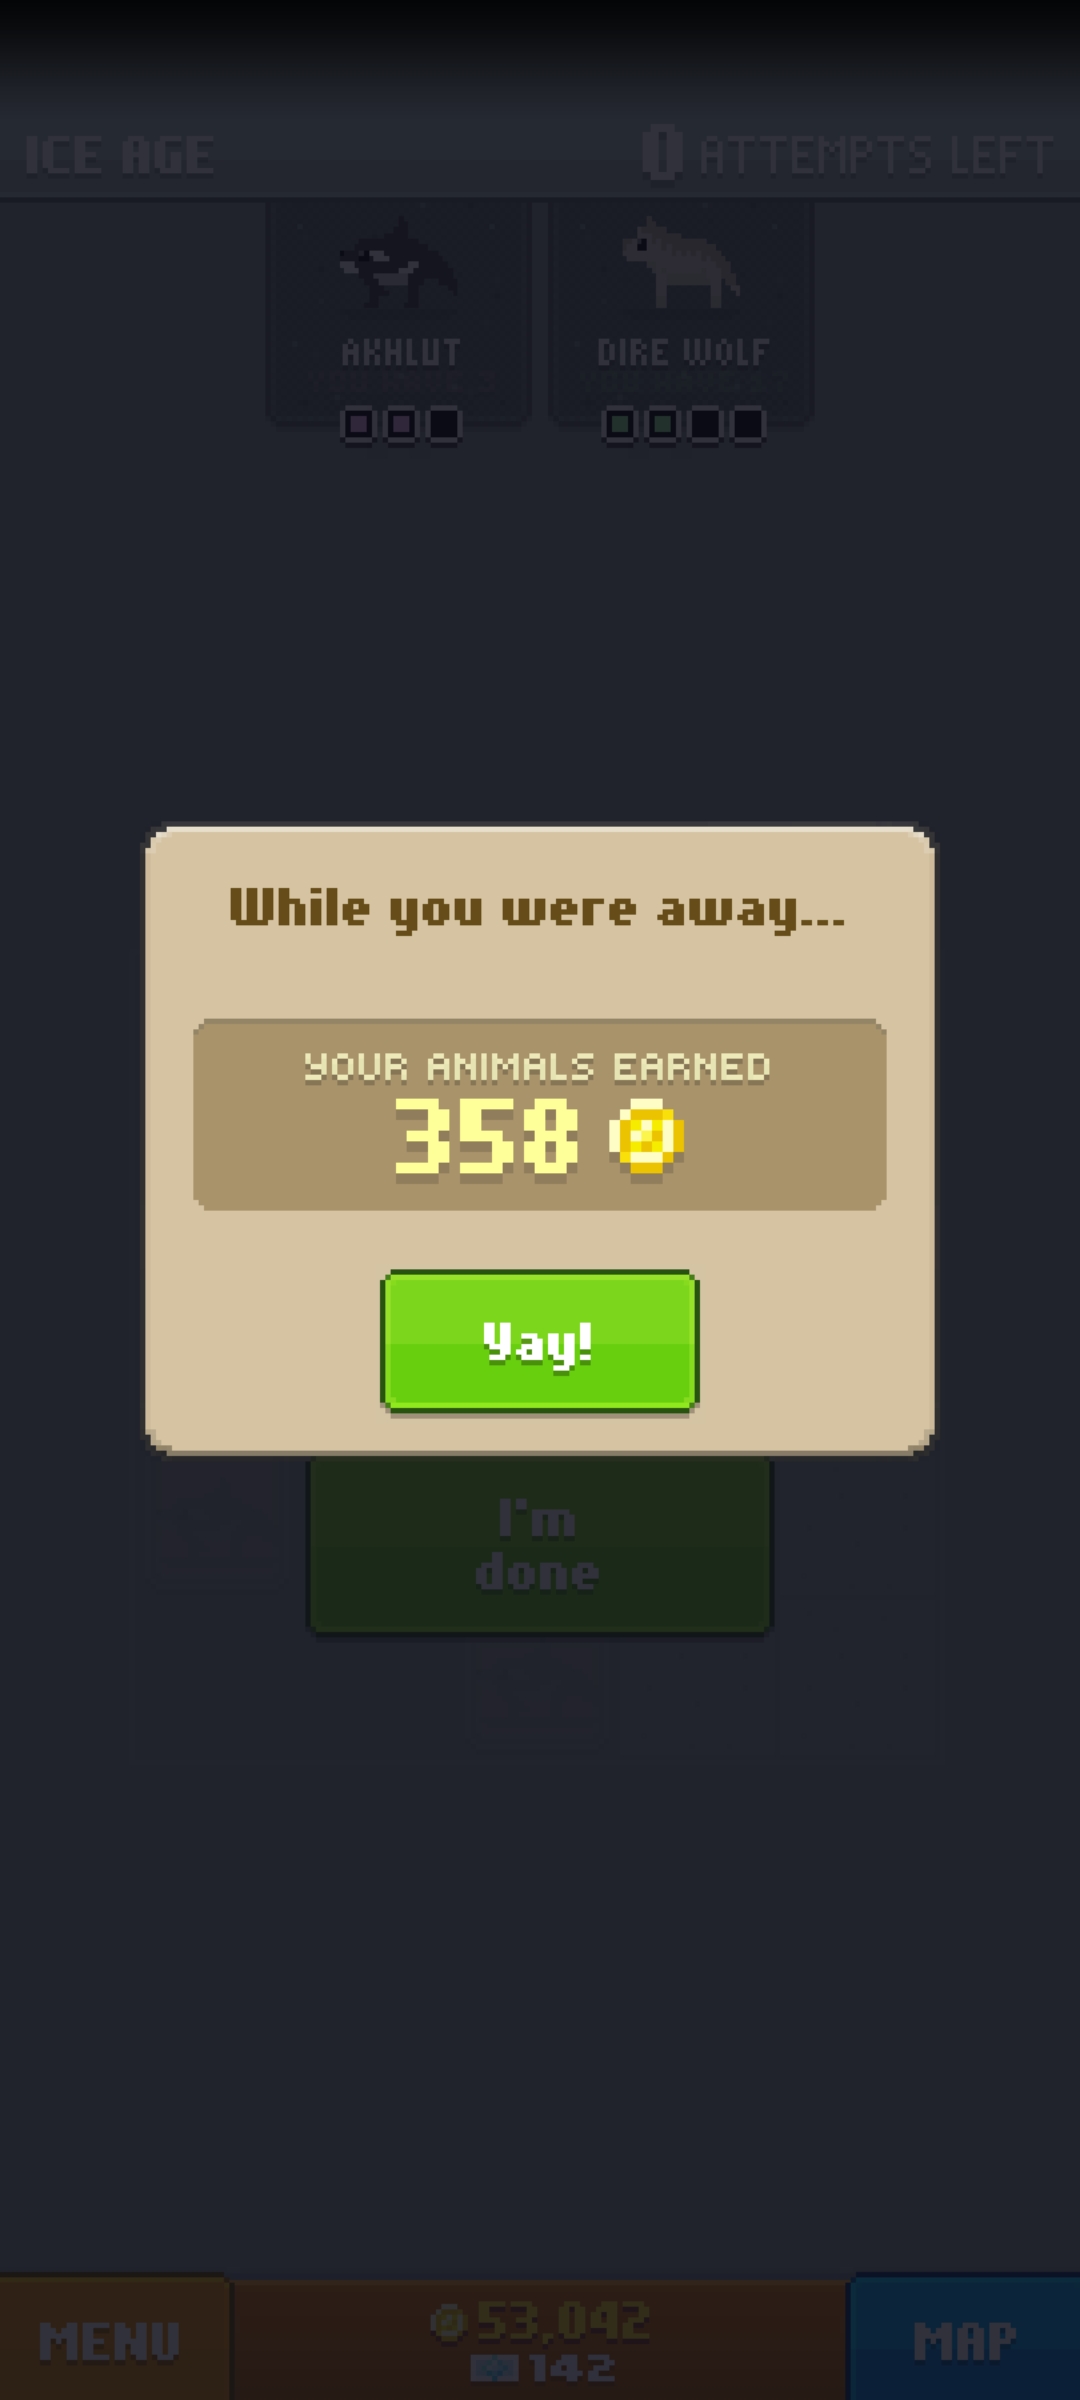 ICE AGE
0 ATTEMPTS LEFT
AKHLUT
DIRE WOLF
While you were away...
YOUR ANIMALS EARNED
358
Yay!
I'm
done
MENU
53,042
142
MAP